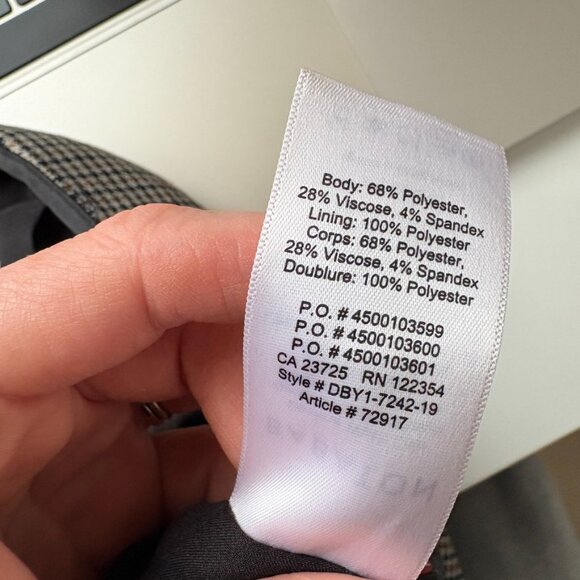 Body: 68% Polyester,
28% Viscose, 4% Spandex
Lining: 100% Polyester
Corps: 68% Polyester,
28% Viscose, 4% Spandex
Doublure: 100% Polyester
P.O. # 4500103599
P.O. # 4500103600
P.O. # 4500103601
CA 23725 RN 122354
Style # DBY1-7242-19
Article # 72917